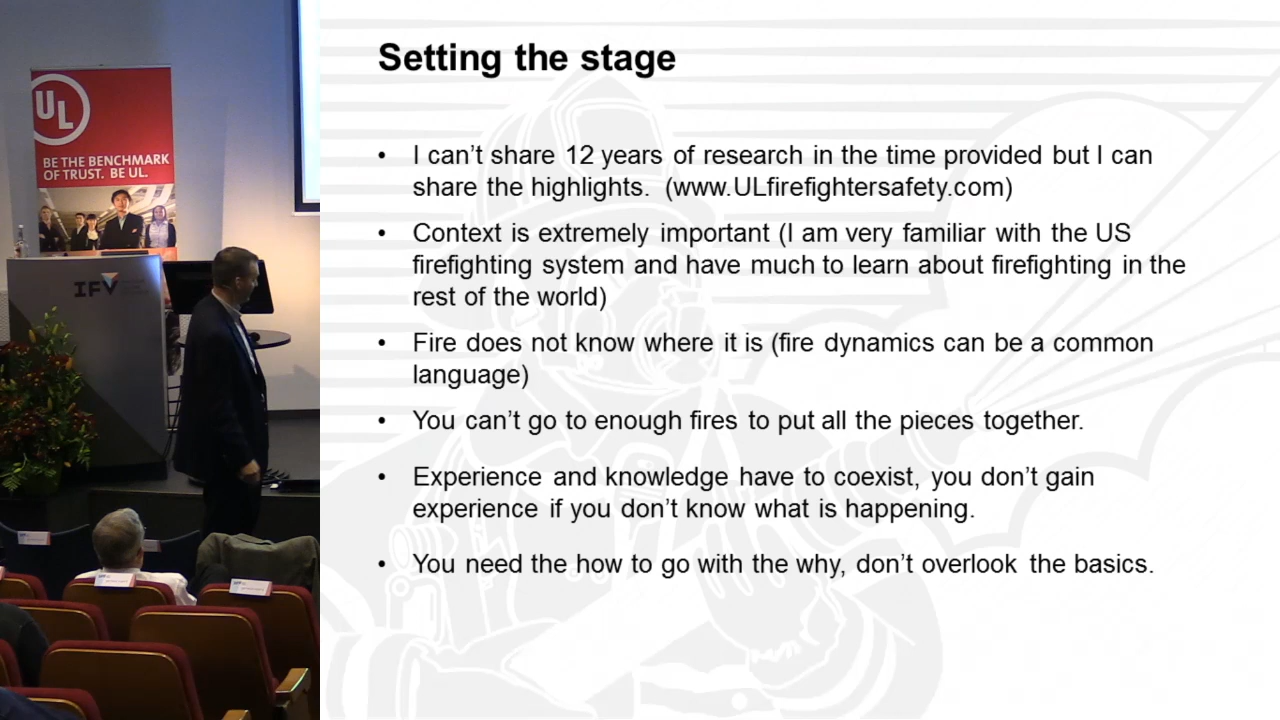 UL
BE THE BENCHMARK
OF TRUST. BE UL.
IFV
Setting the stage
• I can’t share 12 years of research in the time provided but I can
share the highlights. (www.ULfirefightersafety.com)
• Context is extremely important (I am very familiar with the US
firefighting system and have much to learn about firefighting in the
rest of the world)
• Fire does not know where it is (fire dynamics can be a common
language)
• You can’t go to enough fires to put all the pieces together.
• Experience and knowledge have to coexist, you don’t gain
experience if you don’t know what is happening.
• You need the how to go with the why, don’t overlook the basics.